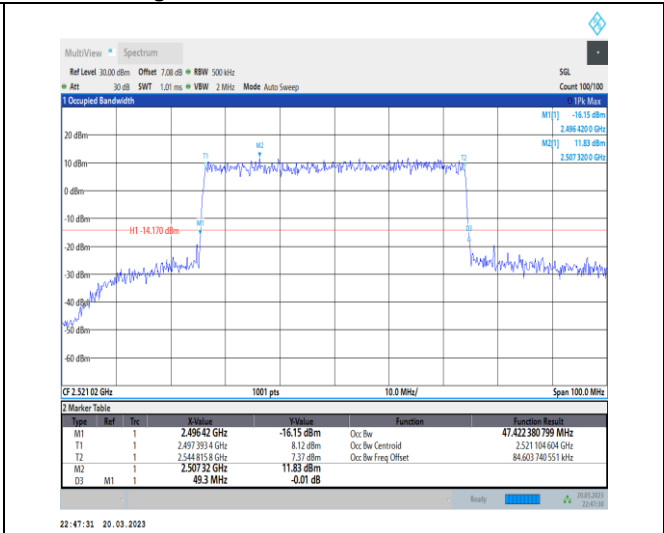 MultiView Spectrum
Ref Level 30.00 dBm Offset 7.08 dB RBW 500 kHz SGL
Att 30 dB SWT 1.01 ms VBW 2 MHz Mode Auto Sweep Count 100/100
1 Occupied Bandwidth 1Pk Max
M1[1] -16.15 dBm
2.496 420 0 GHz
M2[1] 11.83 dBm
2.507 320 0 GHz
20 dBm
M2
T1
T2
10 dBm
0 dBm
-10 dBm
M1
D3
H1 -14.170 dBm
-20 dBm
-30 dBm
-40 dBm
-50 dBm
-60 dBm
CF 2.521 02 GHz 1001 pts 10.0 MHz/ Span 100.0 MHz
2 Marker Table
Type Ref Trc X-Value Y-Value Function Function Result
M1 1 2.496 42 GHz -16.15 dBm Occ Bw 47.422 380 799 MHz
T1 1 2.497 393 4 GHz 8.12 dBm Occ Bw Centroid 2.521 104 604 GHz
T2 1 2.544 815 8 GHz 7.37 dBm Occ Bw Freq Offset 84.603 740 551 kHz
M2 1 2.507 32 GHz 11.83 dBm
D3 M1 1 49.3 MHz -0.01 dB
Ready 20.03.2023
22:47:30
22:47:31 20.03.2023